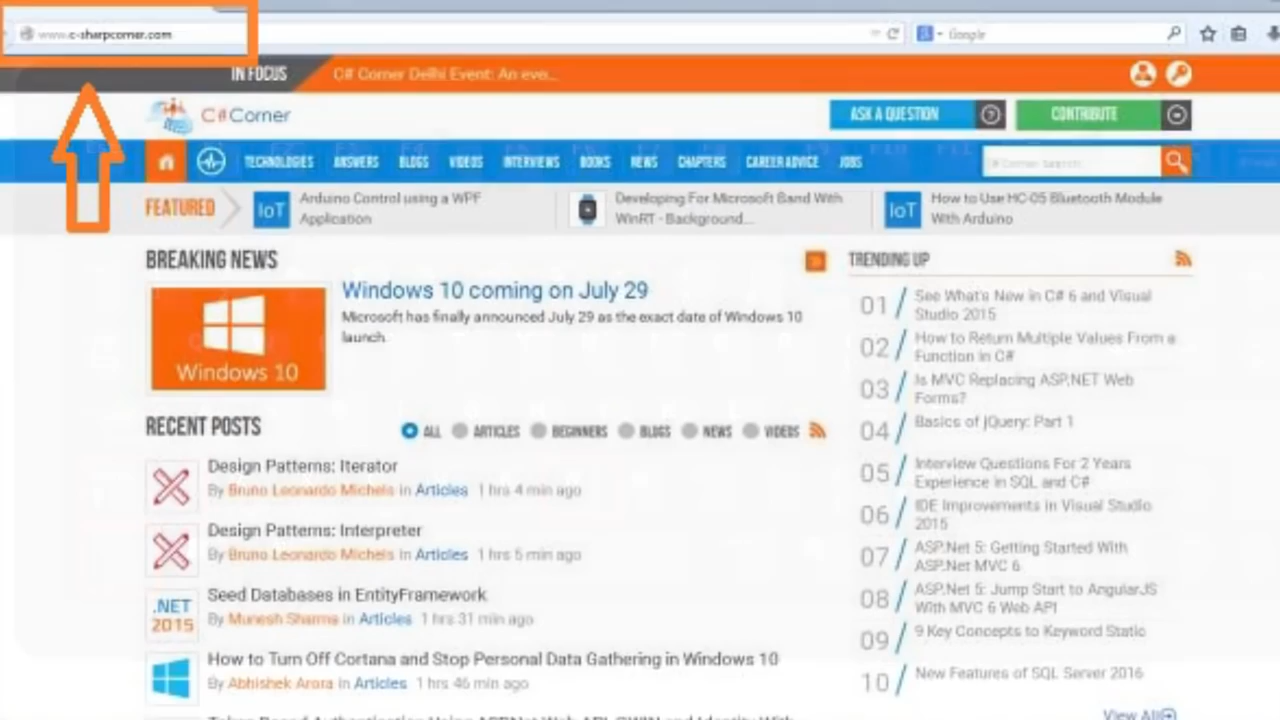 www.c-sharpcorner.com
Google
IN FOCUS
C# Corner Delhi Event: An eve...
C# Corner
ASK A QUESTION
CONTRIBUTE
TECHNOLOGIES ANSWERS BLOGS VIDEOS INTERVIEWS BOOKS NEWS CHAPTERS CAREER ADVICE JOBS
C# Corner Search
FEATURED
IoT
Arduino Control using a WPF
Application
Developing For Microsoft Band With
WinRT - Background...
IoT
How to Use HC-05 Bluetooth Module
With Arduino
BREAKING NEWS
Windows 10
Windows 10 coming on July 29
Microsoft has finally announced July 29 as the exact date of Windows 10
launch.
RECENT POSTS
ALL ARTICLES BEGINNERS BLOGS NEWS VIDEOS
Design Patterns: Iterator
By Bruno Leonardo Michels in Articles 1 hrs 4 min ago
Design Patterns: Interpreter
By Bruno Leonardo Michels in Articles 1 hrs 5 min ago
.NET
2015
Seed Databases in EntityFramework
By Munesh Sharma in Articles 1 hrs 31 min ago
How to Turn Off Cortana and Stop Personal Data Gathering in Windows 10
By Abhishek Arora in Articles 1 hrs 46 min ago
TRENDING UP
01 See What's New in C# 6 and Visual
Studio 2015
02 How to Return Multiple Values From a
Function in C#
03 Is MVC Replacing ASP.NET Web
Forms?
04 Basics of jQuery: Part 1
05 Interview Questions For 2 Years
Experience in SQL and C#
06 IDE Improvements in Visual Studio
2015
07 ASP.Net 5: Getting Started With
ASP.Net MVC 6
08 ASP.Net 5: Jump Start to AngularJS
With MVC 6 Web API
09 9 Key Concepts to Keyword Static
10 New Features of SQL Server 2016
View All